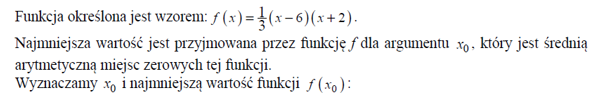 Funkcja określona jest wzorem: f(x)=\frac{1}{3}(x−6)(x+2).
Najmniejsza wartość jest przyjmowana przez funkcję f dla argumentu x₀, który jest średnią
arytmetyczną miejsc zerowych tej funkcji.
Wyznaczamy x₀ i najmniejszą wartość funkcji f(x₀):